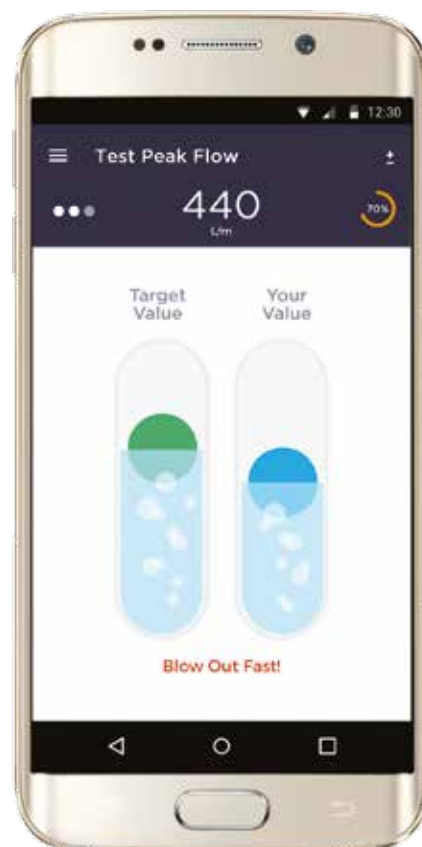 12:30
Test Peak Flow
440
L/m
70%
Target
Value
Your
Value
Blow Out Fast!